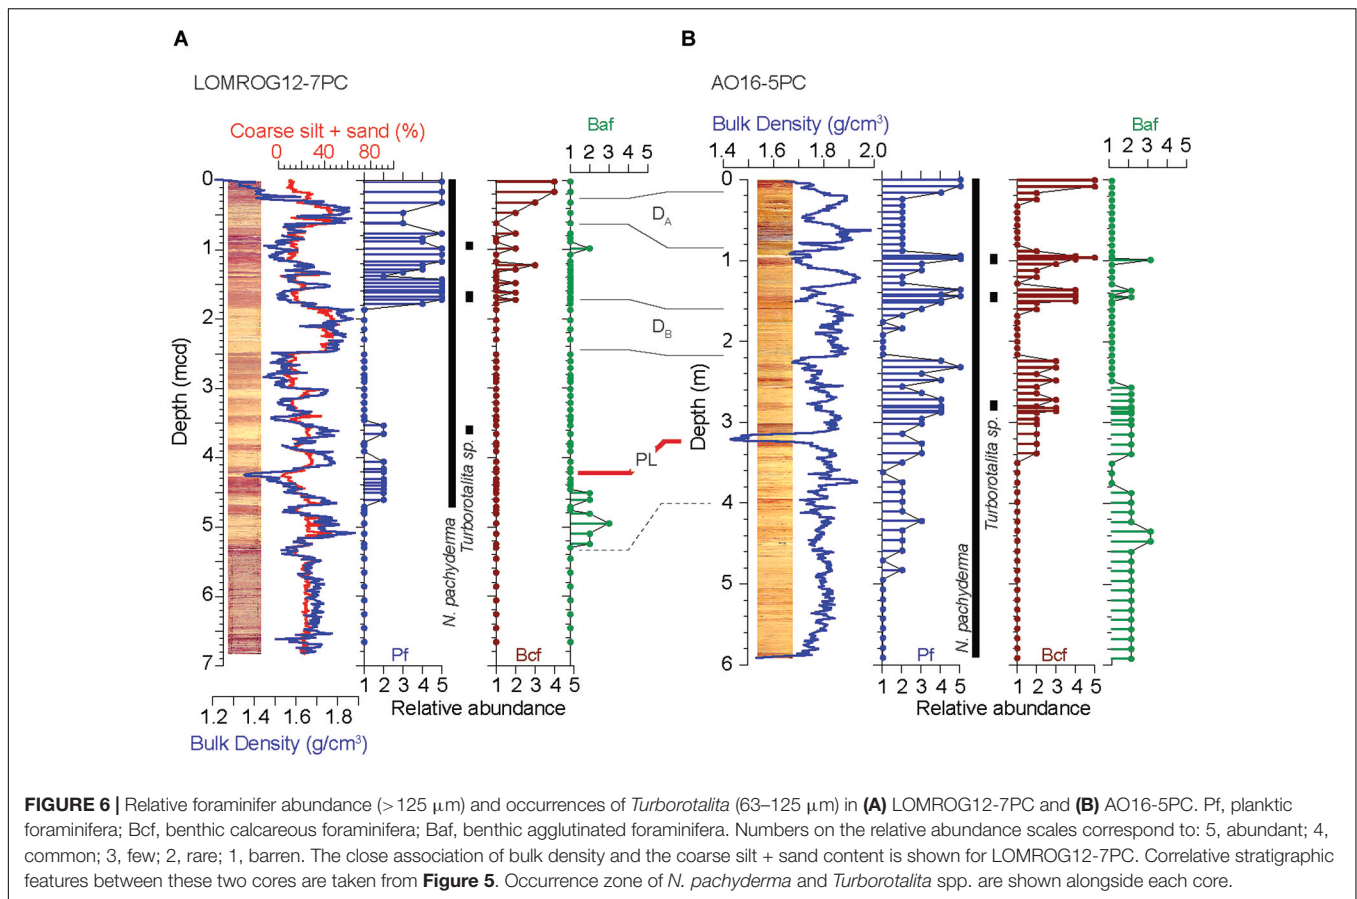 A
B
LOMROG12-7PC
AO16-5PC
Coarse silt + sand (%)
0 40 80
Baf
1 2 3 4 5
Bulk Density (g/cm³)
1.4 1.6 1.8 2.0
Baf
1 2 3 4 5
0
1
2
3
4
5
6
7
Depth (mcd)
N. pachyderma
Turborotalita sp.
Pf
1 2 3 4 5
Bcf
1 2 3 4 5
Relative abundance
1.2 1.4 1.6 1.8
Bulk Density (g/cm³)
DA
DB
PL
0
1
2
3
4
5
6
Depth (m)
N. pachyderma
Turborotalita sp.
Pf
1 2 3 4 5
Bcf
1 2 3 4 5
Relative abundance
FIGURE 6 | Relative foraminifer abundance (>125 μm) and occurrences of Turborotalita (63–125 μm) in (A) LOMROG12-7PC and (B) AO16-5PC. Pf, planktic
foraminifera; Bcf, benthic calcareous foraminifera; Baf, benthic agglutinated foraminifera. Numbers on the relative abundance scales correspond to: 5, abundant; 4,
common; 3, few; 2, rare; 1, barren. The close association of bulk density and the coarse silt + sand content is shown for LOMROG12-7PC. Correlative stratigraphic
features between these two cores are taken from Figure 5. Occurrence zone of N. pachyderma and Turborotalita spp. are shown alongside each core.